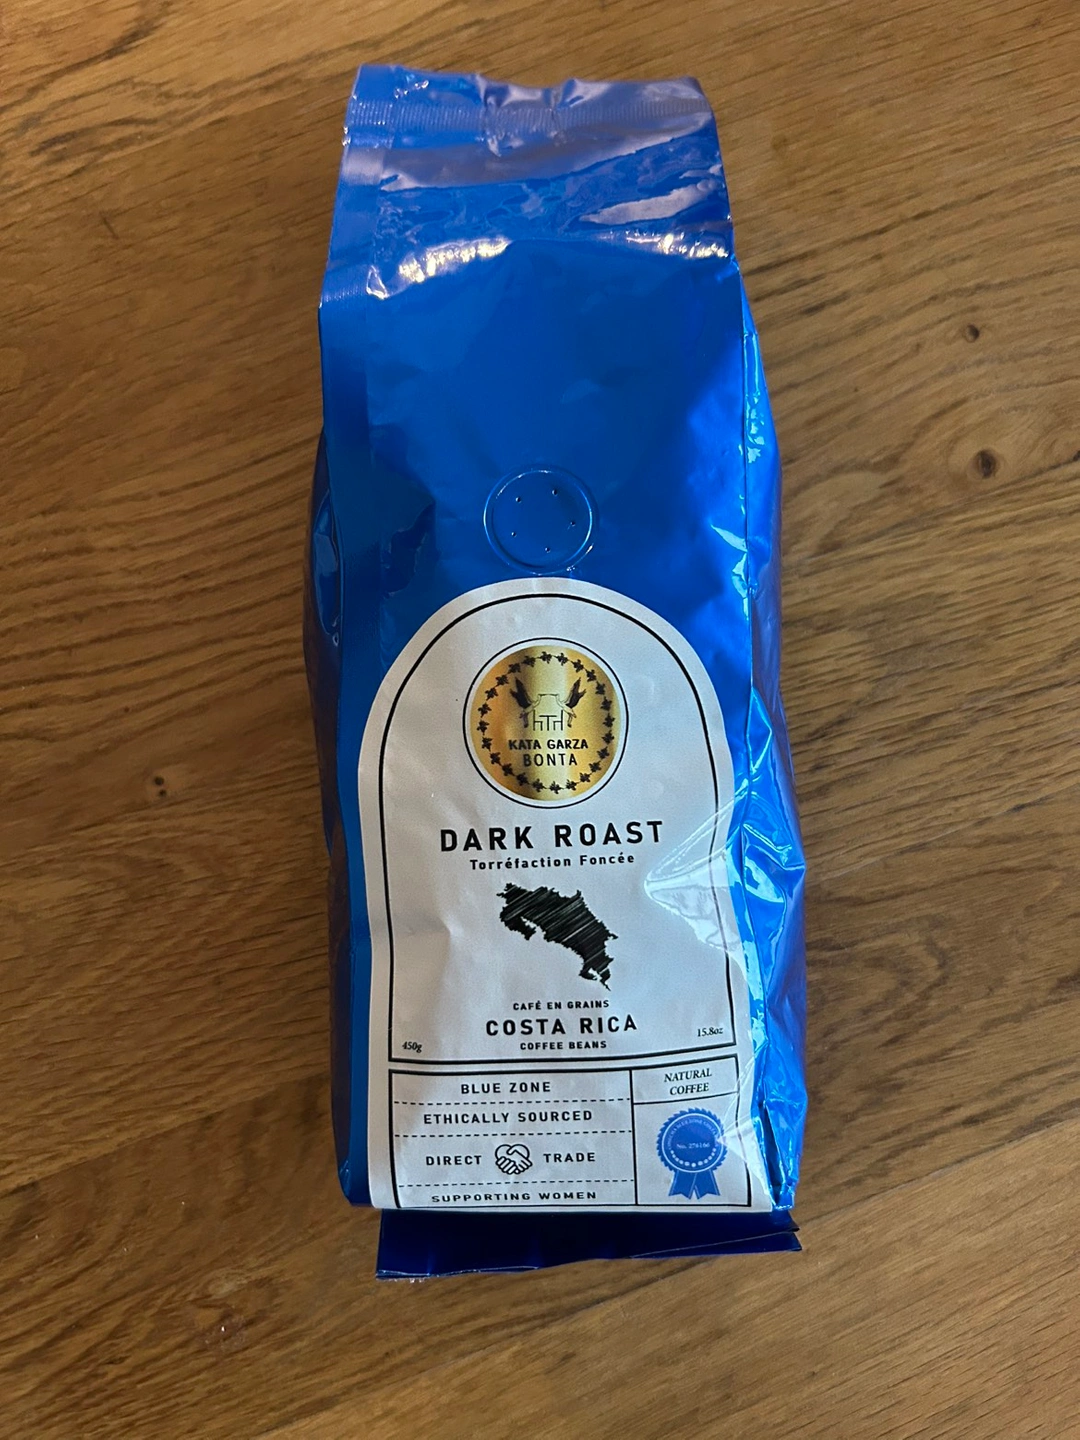 KATA GARZA
BONTA
DARK ROAST
Torréfaction Foncée
CAFÉ EN GRAINS
COSTA RICA
COFFEE BEANS
450g
15.8oz
BLUE ZONE
ETHICALLY SOURCED
DIRECT TRADE
SUPPORTING WOMEN
NATURAL
COFFEE